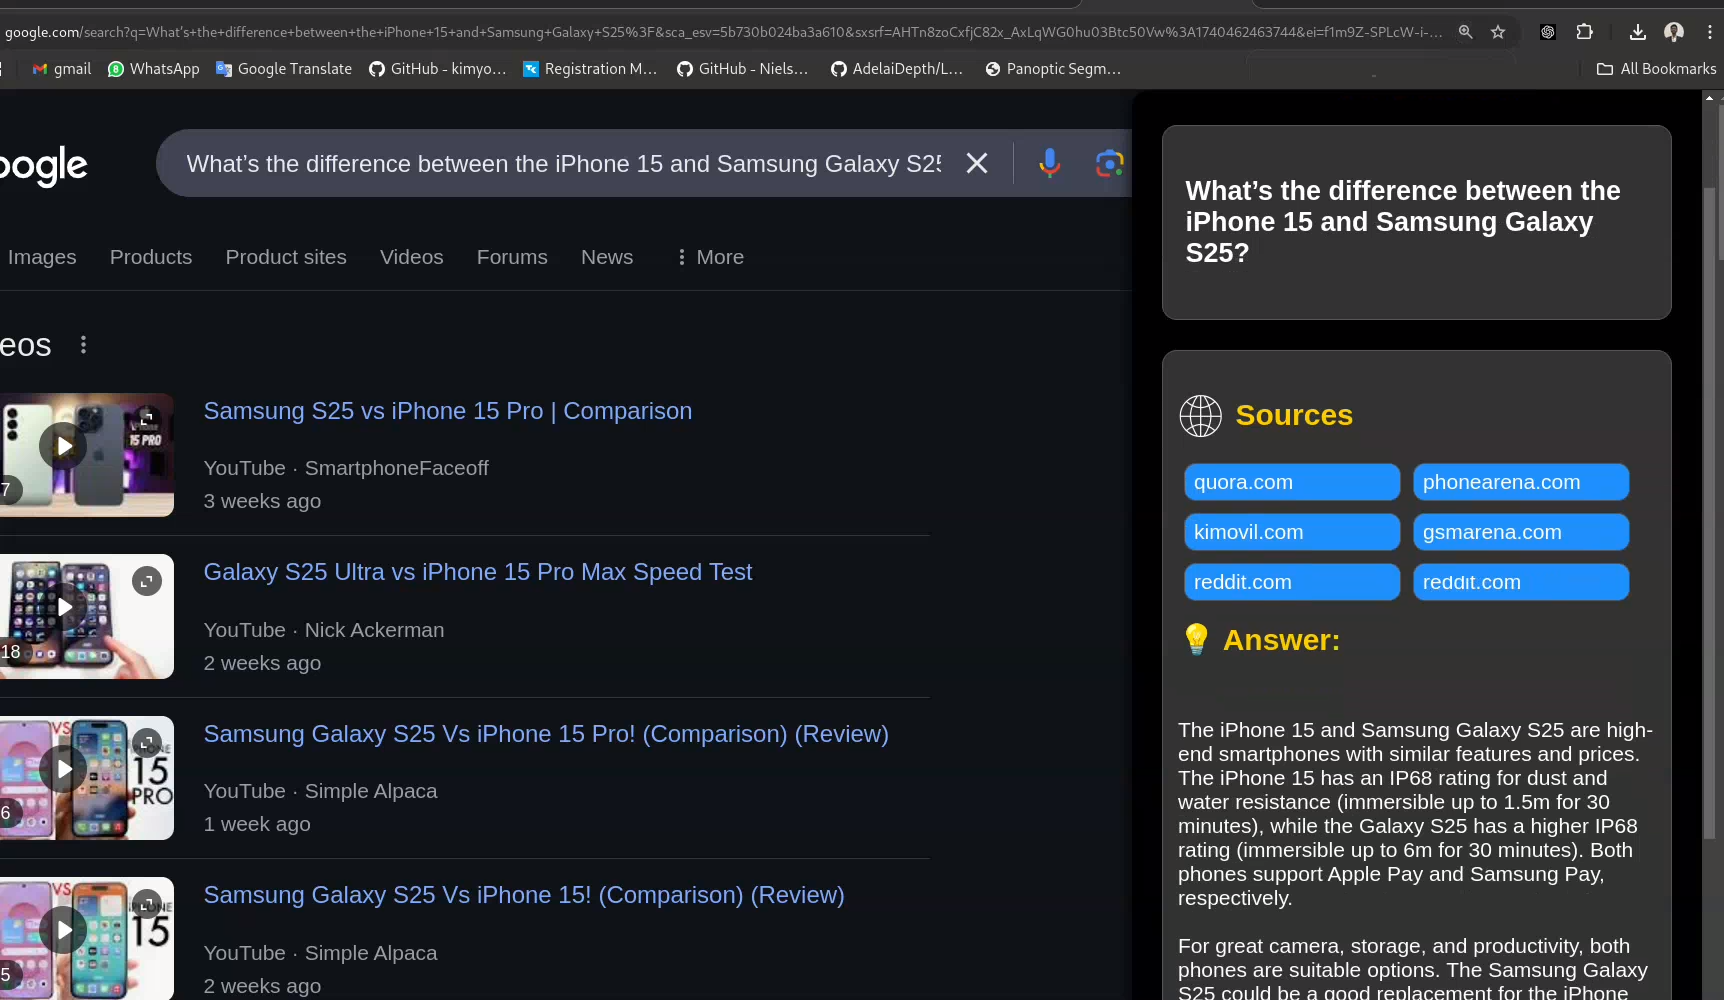 google.com/search?q=What's+the+difference+between+the+iPhone+15+and+Samsung+Galaxy+S25%3F&sca_esv=5b730b024ba3a610&sxsrf=AHTn8zoCxfjC82x_AxLqWG0hu03Btc50Vw%3A1740462463744&ei=f1m9Z-SPLcW-i-...
gmail WhatsApp Google Translate GitHub - kimyo... Registration M... GitHub - Niels... AdelaiDepth/L... Panoptic Segm... All Bookmarks
oogle
What's the difference between the iPhone 15 and Samsung Galaxy S25
Images Products Product sites Videos Forums News More
eos
Samsung S25 vs iPhone 15 Pro | Comparison
15 PRO
YouTube · SmartphoneFaceoff
7
3 weeks ago
Galaxy S25 Ultra vs iPhone 15 Pro Max Speed Test
YouTube · Nick Ackerman
18
2 weeks ago
Samsung Galaxy S25 Vs iPhone 15 Pro! (Comparison) (Review)
VS
15
PRO
YouTube · Simple Alpaca
6
1 week ago
Samsung Galaxy S25 Vs iPhone 15! (Comparison) (Review)
VS
15
YouTube · Simple Alpaca
5
2 weeks ago
What’s the difference between the
iPhone 15 and Samsung Galaxy
S25?
Sources
quora.com phonearena.com
kimovil.com gsmarena.com
reddit.com reddit.com
Answer:
The iPhone 15 and Samsung Galaxy S25 are high-
end smartphones with similar features and prices.
The iPhone 15 has an IP68 rating for dust and
water resistance (immersible up to 1.5m for 30
minutes), while the Galaxy S25 has a higher IP68
rating (immersible up to 6m for 30 minutes). Both
phones support Apple Pay and Samsung Pay,
respectively.
For great camera, storage, and productivity, both
phones are suitable options. The Samsung Galaxy
S25 could be a good replacement for the iPhone